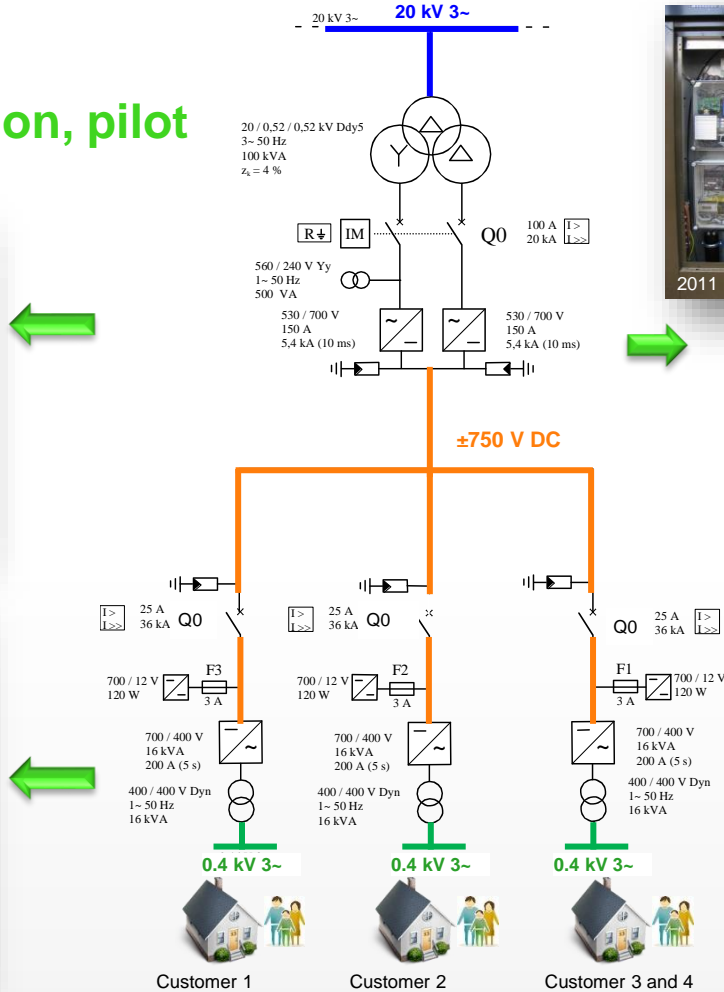 20 kV 3~
20 kV 3~
on, pilot
20 / 0,52 / 0,52 kV Ddy5
3~ 50 Hz
100 kVA
zk = 4 %
R
IM
Q0
100 A
20 kA
I >
I >>
2011
560 / 240 V Yy
1~ 50 Hz
500 VA
530 / 700 V
150 A
5,4 kA (10 ms)
530 / 700 V
150 A
5,4 kA (10 ms)
±750 V DC
I >
I >>
25 A
36 kA
Q0
I >
I >>
25 A
36 kA
Q0
Q0
25 A
36 kA
I >
I >>
700 / 12 V
120 W
F3
3 A
700 / 12 V
120 W
F2
3 A
F1
3 A
700 / 12 V
120 W
700 / 400 V
16 kVA
200 A (5 s)
700 / 400 V
16 kVA
200 A (5 s)
700 / 400 V
16 kVA
200 A (5 s)
400 / 400 V Dyn
1~ 50 Hz
16 kVA
400 / 400 V Dyn
1~ 50 Hz
16 kVA
400 / 400 V Dyn
1~ 50 Hz
16 kVA
0.4 kV 3~
0.4 kV 3~
0.4 kV 3~
Customer 1
Customer 2
Customer 3 and 4